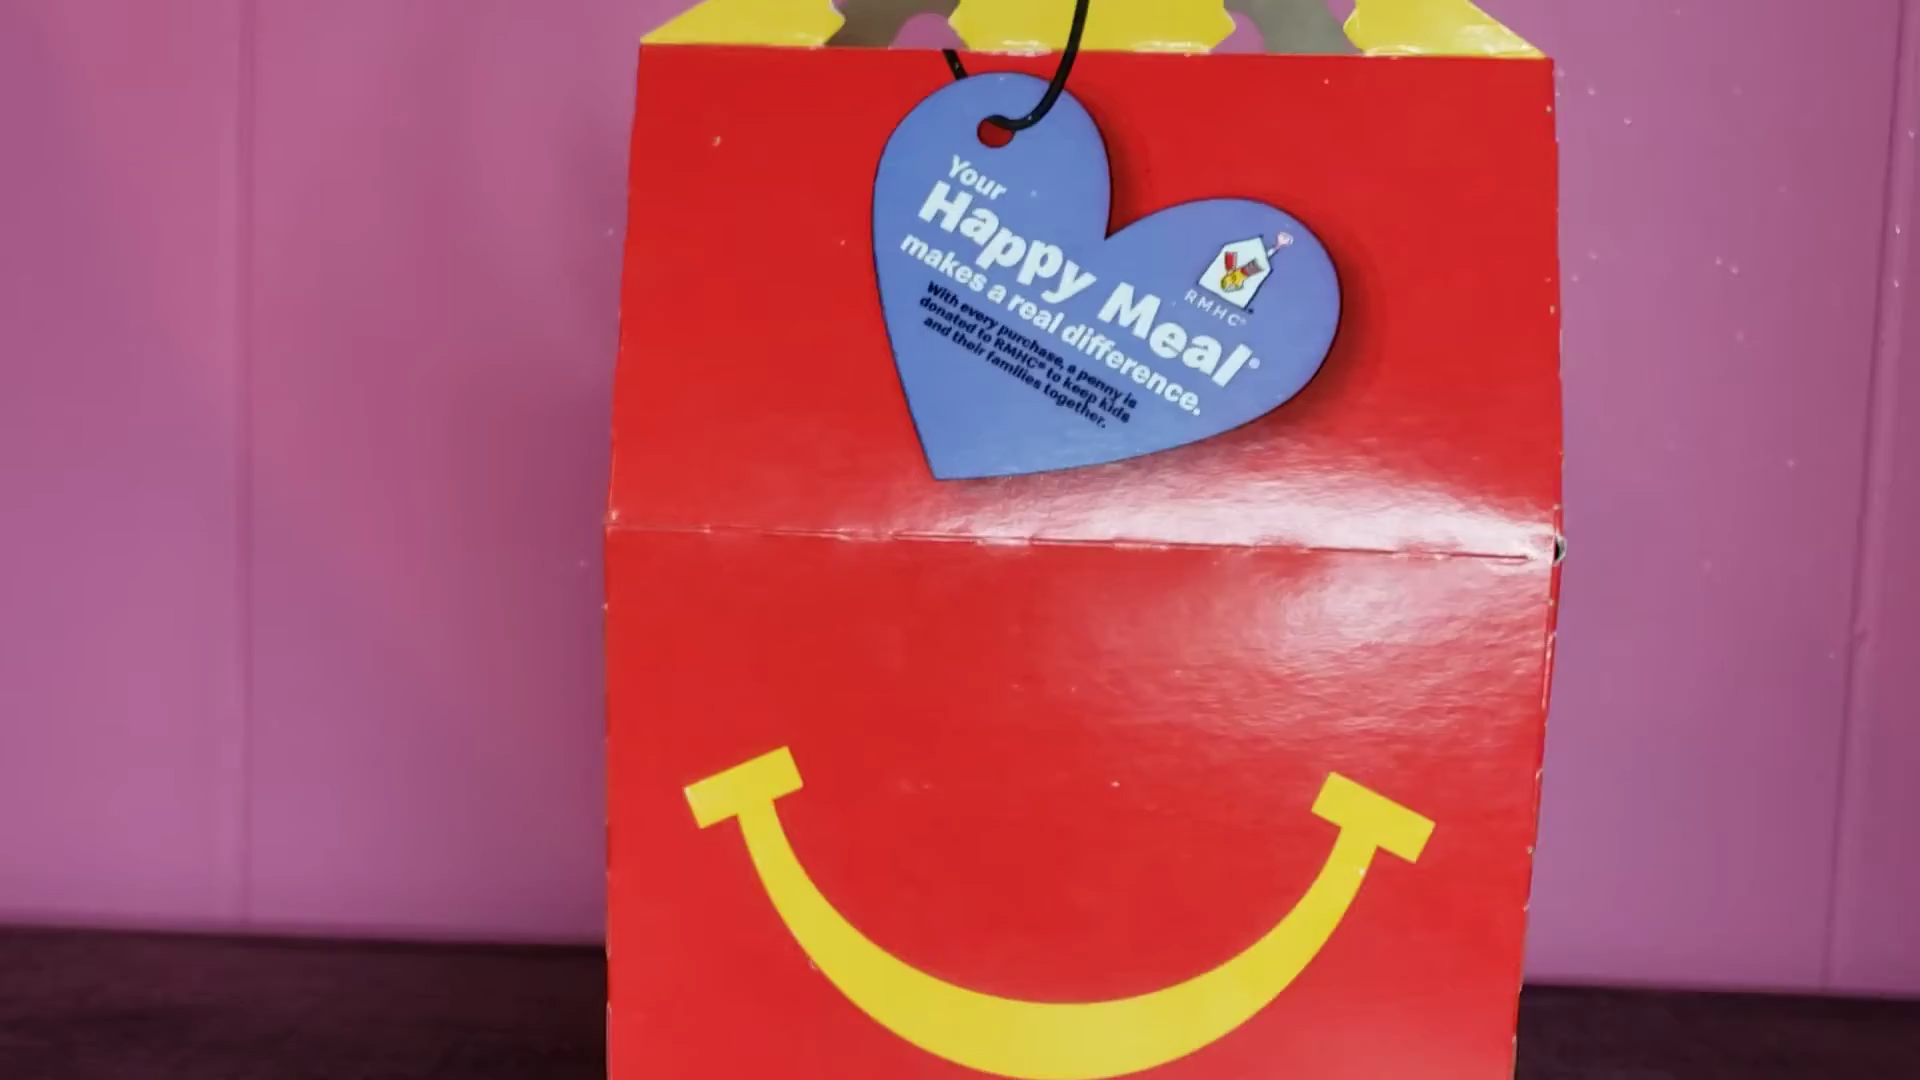 Your
Happy Meal®
makes a real difference.
With every purchase, a penny is
donated to RMHC® to keep kids
and their families together.
R M H C®